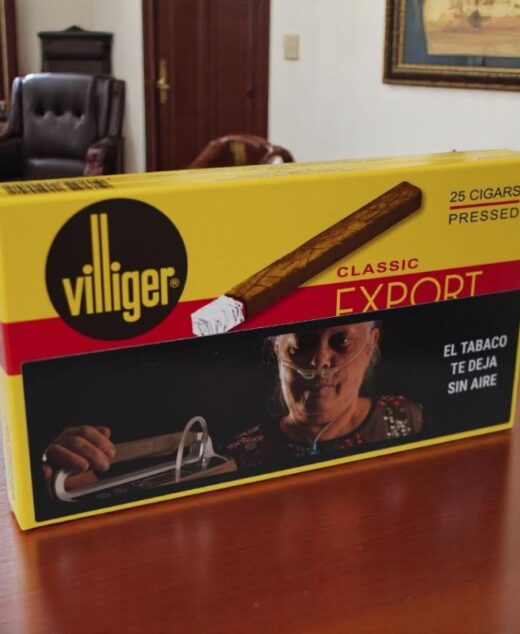 villiger®
25 CIGARS
PRESSED
CLASSIC
EXPORT
EL TABACO
TE DEJA
SIN AIRE